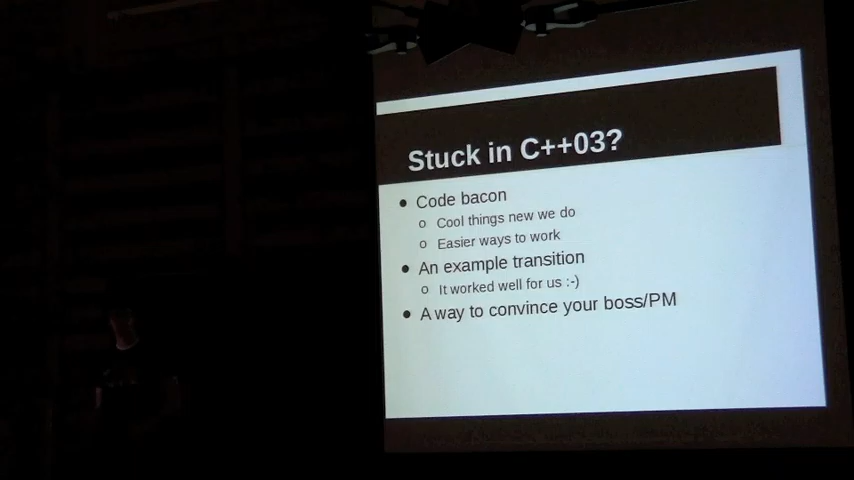 Stuck in C++03?
● Code bacon
o Cool things new we do
o Easier ways to work
● An example transition
o It worked well for us :-)
● A way to convince your boss/PM